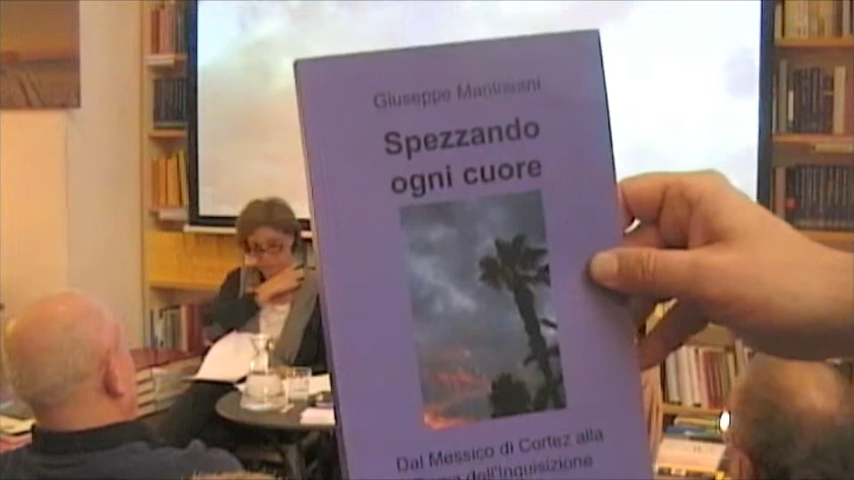 Giuseppe Mantovani
Spezzando
ogni cuore
Dal Messico di Cortez alla
dell'Inquisizione